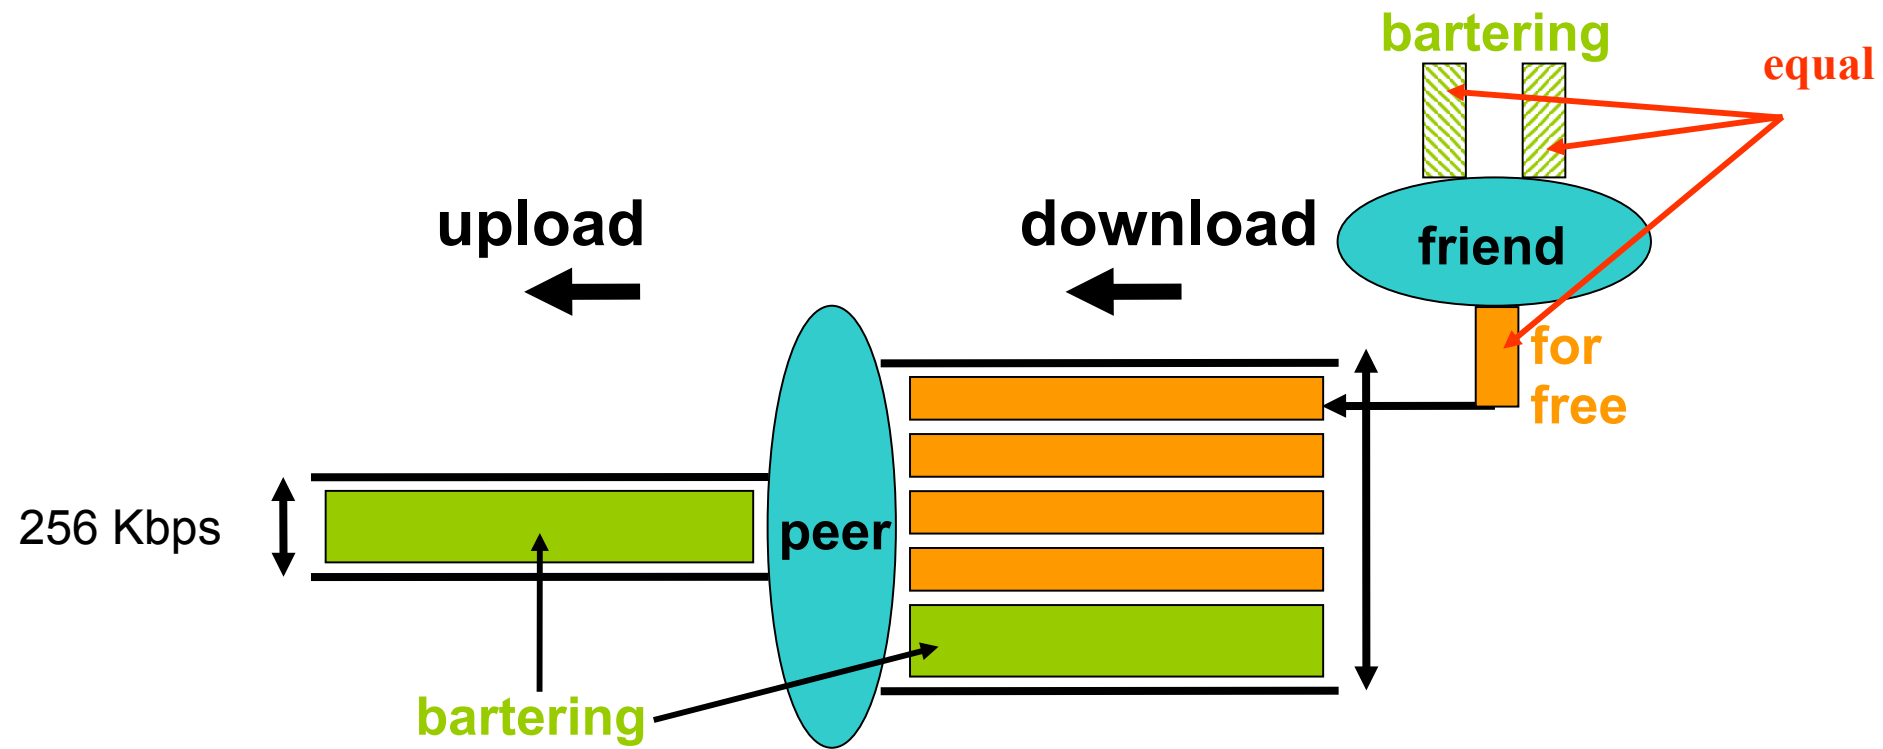 bartering
equal
upload
download
friend
for
free
256 Kbps
peer
bartering